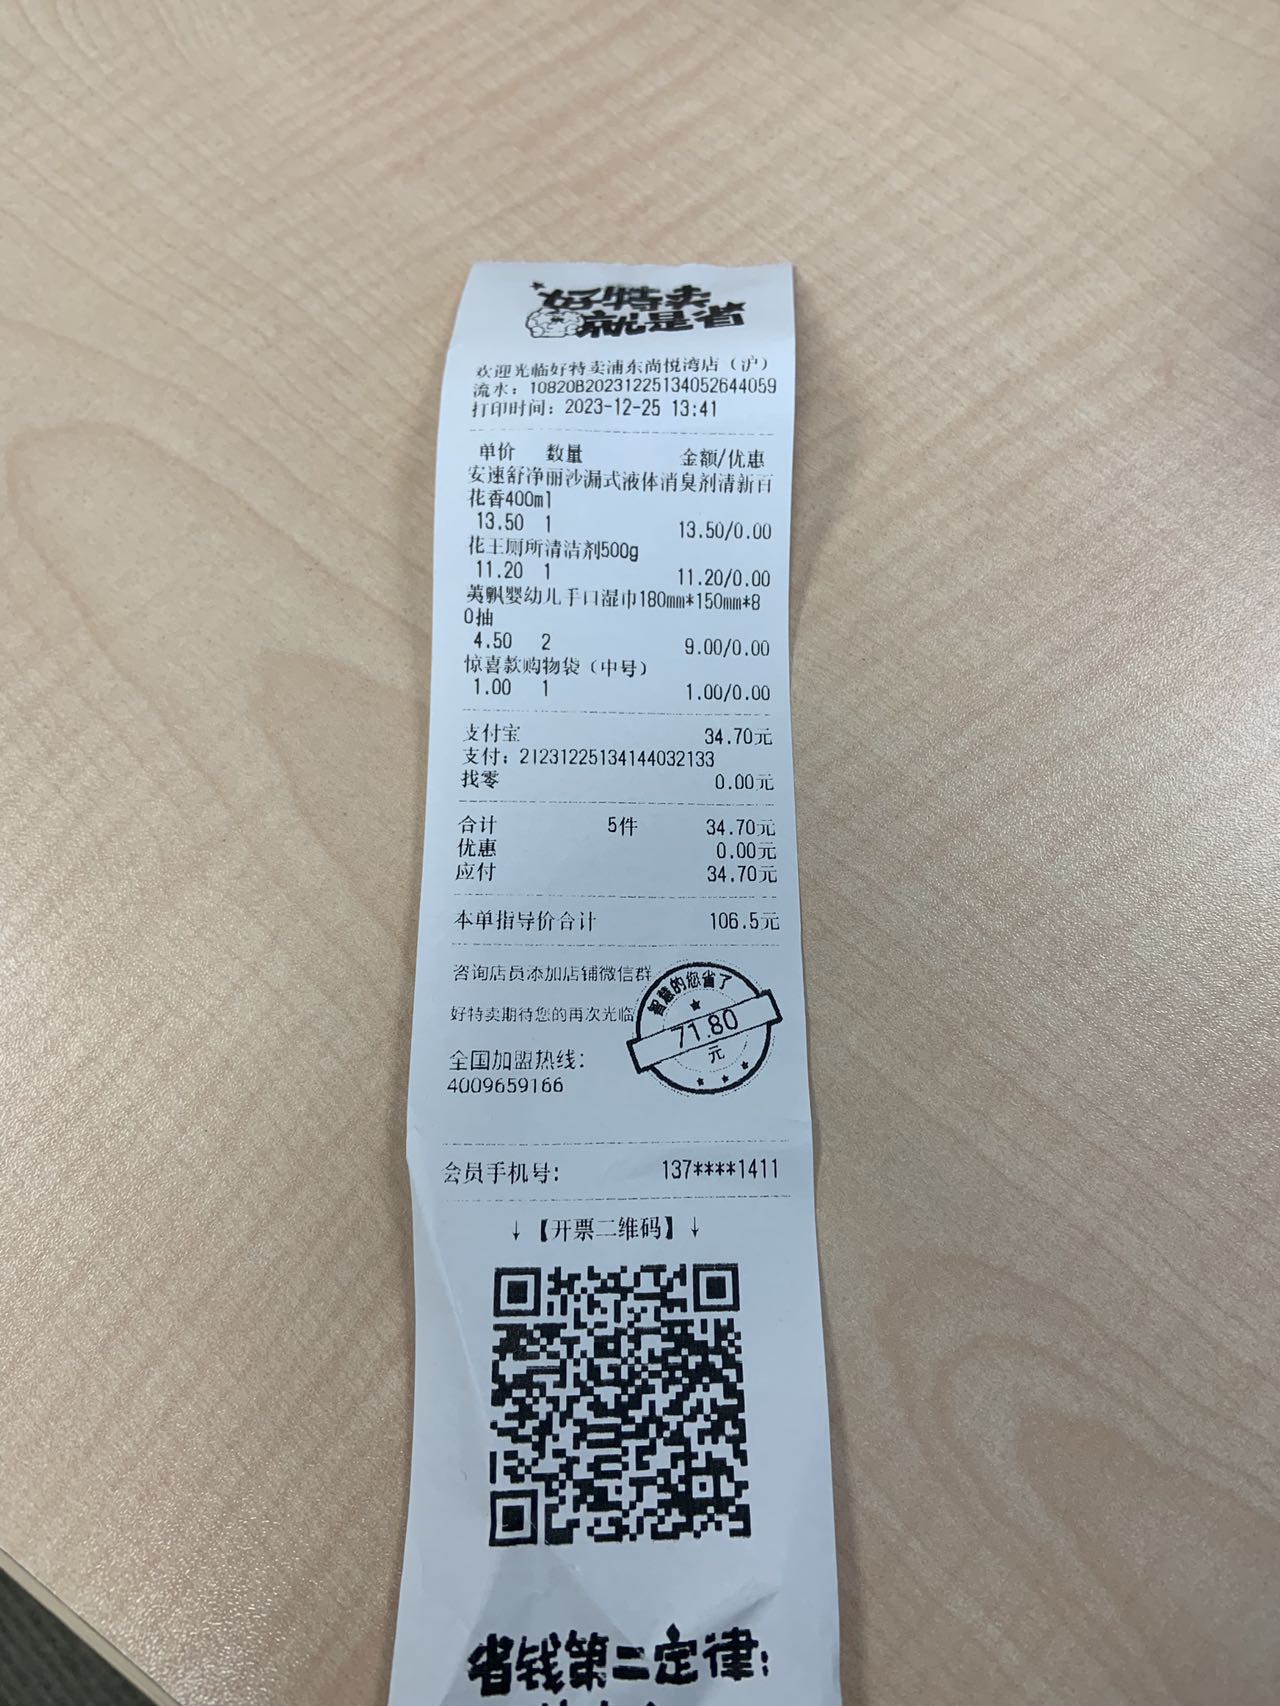 好特卖
就是省
欢迎光临好特卖浦东尚悦湾店（沪）
流水：10820B20231225134052644059
打印时间：2023-12-25 13:41
单价 数量 金额/优惠
安速舒净丽沙漏式液体消臭剂清新百
花香400ml
13.50 1 13.50/0.00
花王厕所清洁剂500g
11.20 1 11.20/0.00
荑飘婴幼儿手口湿巾180mm*150mm*8
0抽
4.50 2 9.00/0.00
惊喜款购物袋（中号）
1.00 1 1.00/0.00
支付宝 34.70元
支付：21231225134144032133
找零 0.00元
合计 5件 34.70元
优惠 0.00元
应付 34.70元
本单指导价合计 106.5元
咨询店员添加店铺微信群
好特卖期待您的再次光临
智慧的您省了
71.80
元
全国加盟热线：
4009659166
会员手机号： 137****1411
↓【开票二维码】↓
省钱第二定律：